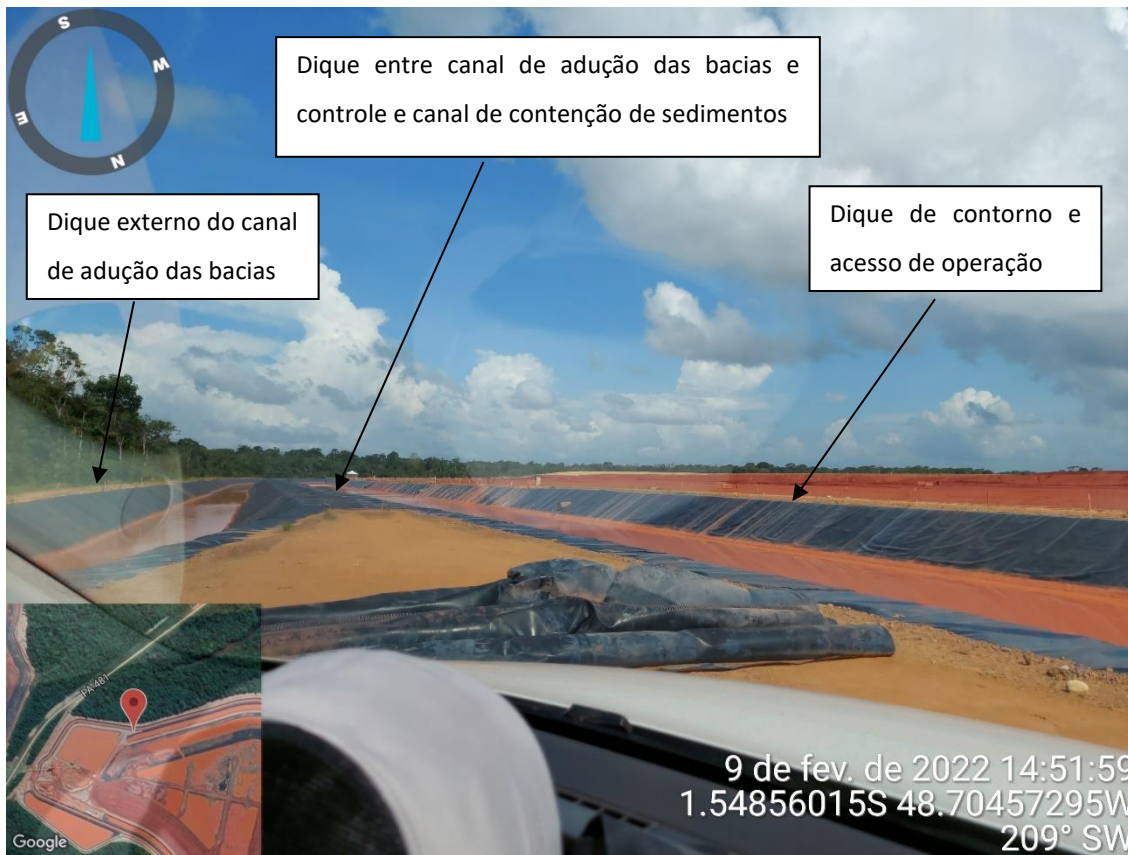 S
W
E
N
Dique entre canal de adução das bacias e
controle e canal de contenção de sedimentos
Dique externo do canal
de adução das bacias
Dique de contorno e
acesso de operação
PA 481
Google
9 de fev. de 2022 14:51:59
1.54856015S 48.70457295W
209° SW